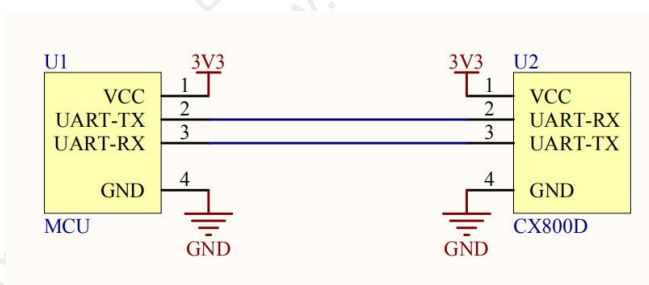 U1 3V3 3V3 U2
VCC 1 1 VCC
UART-TX 2 2 UART-RX
UART-RX 3 3 UART-TX
GND 4 4 GND
MCU CX800D
GND GND